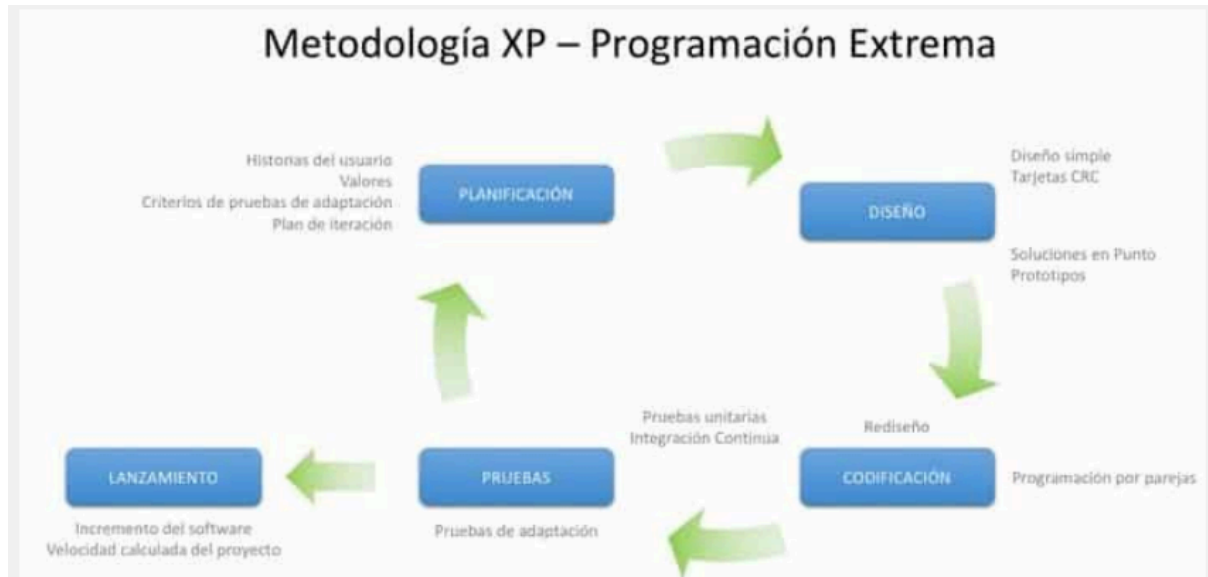 Metodología XP – Programación Extrema
Historias del usuario
Valores
Criterios de pruebas de adaptación
Plan de iteración
PLANIFICACIÓN
Diseño simple
Tarjetas CRC
DISEÑO
Soluciones en Punto
Prototipos
Pruebas unitarias
Integración Continua
Rediseño
LANZAMIENTO
PRUEBAS
CODIFICACIÓN
Programación por parejas
Incremento del software
Velocidad calculada del proyecto
Pruebas de adaptación